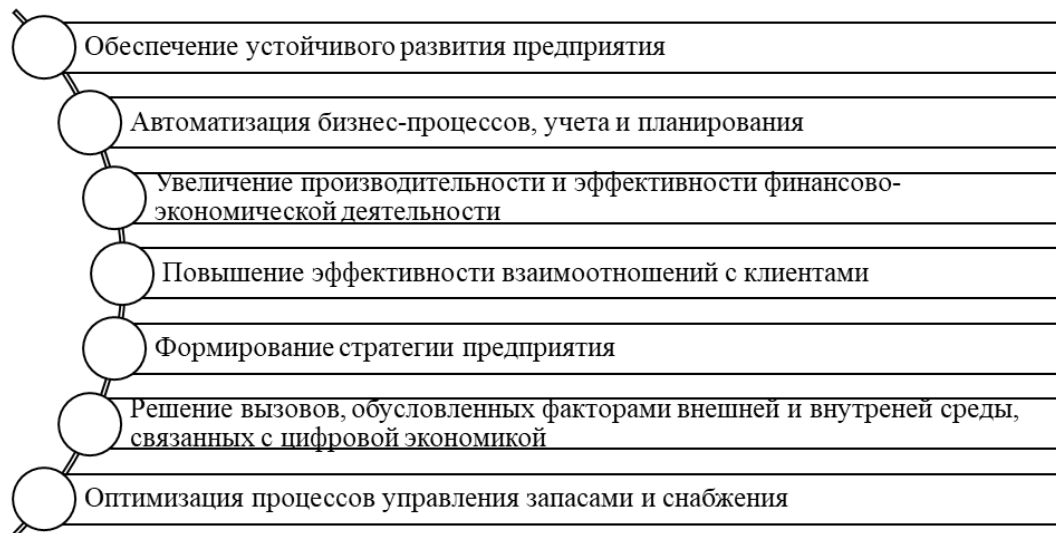 Обеспечение устойчивого развития предприятия
Автоматизация бизнес-процессов, учета и планирования
Увеличение производительности и эффективности финансово-
экономической деятельности
Повышение эффективности взаимоотношений с клиентами
Формирование стратегии предприятия
Решение вызовов, обусловленных факторами внешней и внутреней среды,
связанных с цифровой экономикой
Оптимизация процессов управления запасами и снабжения